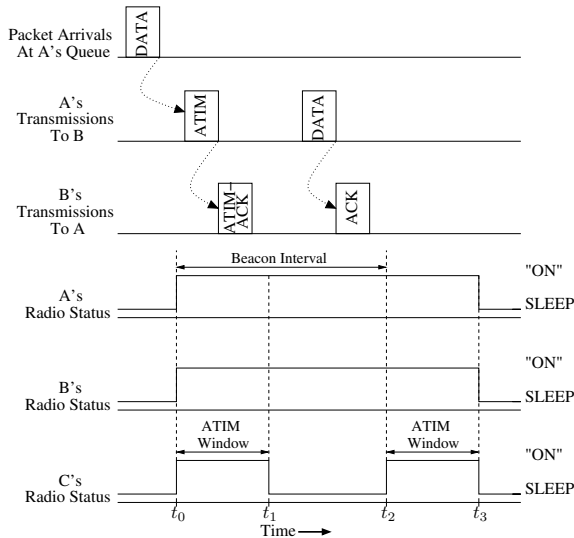 Packet Arrivals
At A's Queue
DATA
A's
Transmissions
To B
ATIM
DATA
B's
Transmissions
To A
ATIM–
ACK
ACK
Beacon Interval
A's
Radio Status
"ON"
SLEEP
B's
Radio Status
"ON"
SLEEP
ATIM
Window
ATIM
Window
C's
Radio Status
"ON"
SLEEP
t0 t1 t2 t3
Time